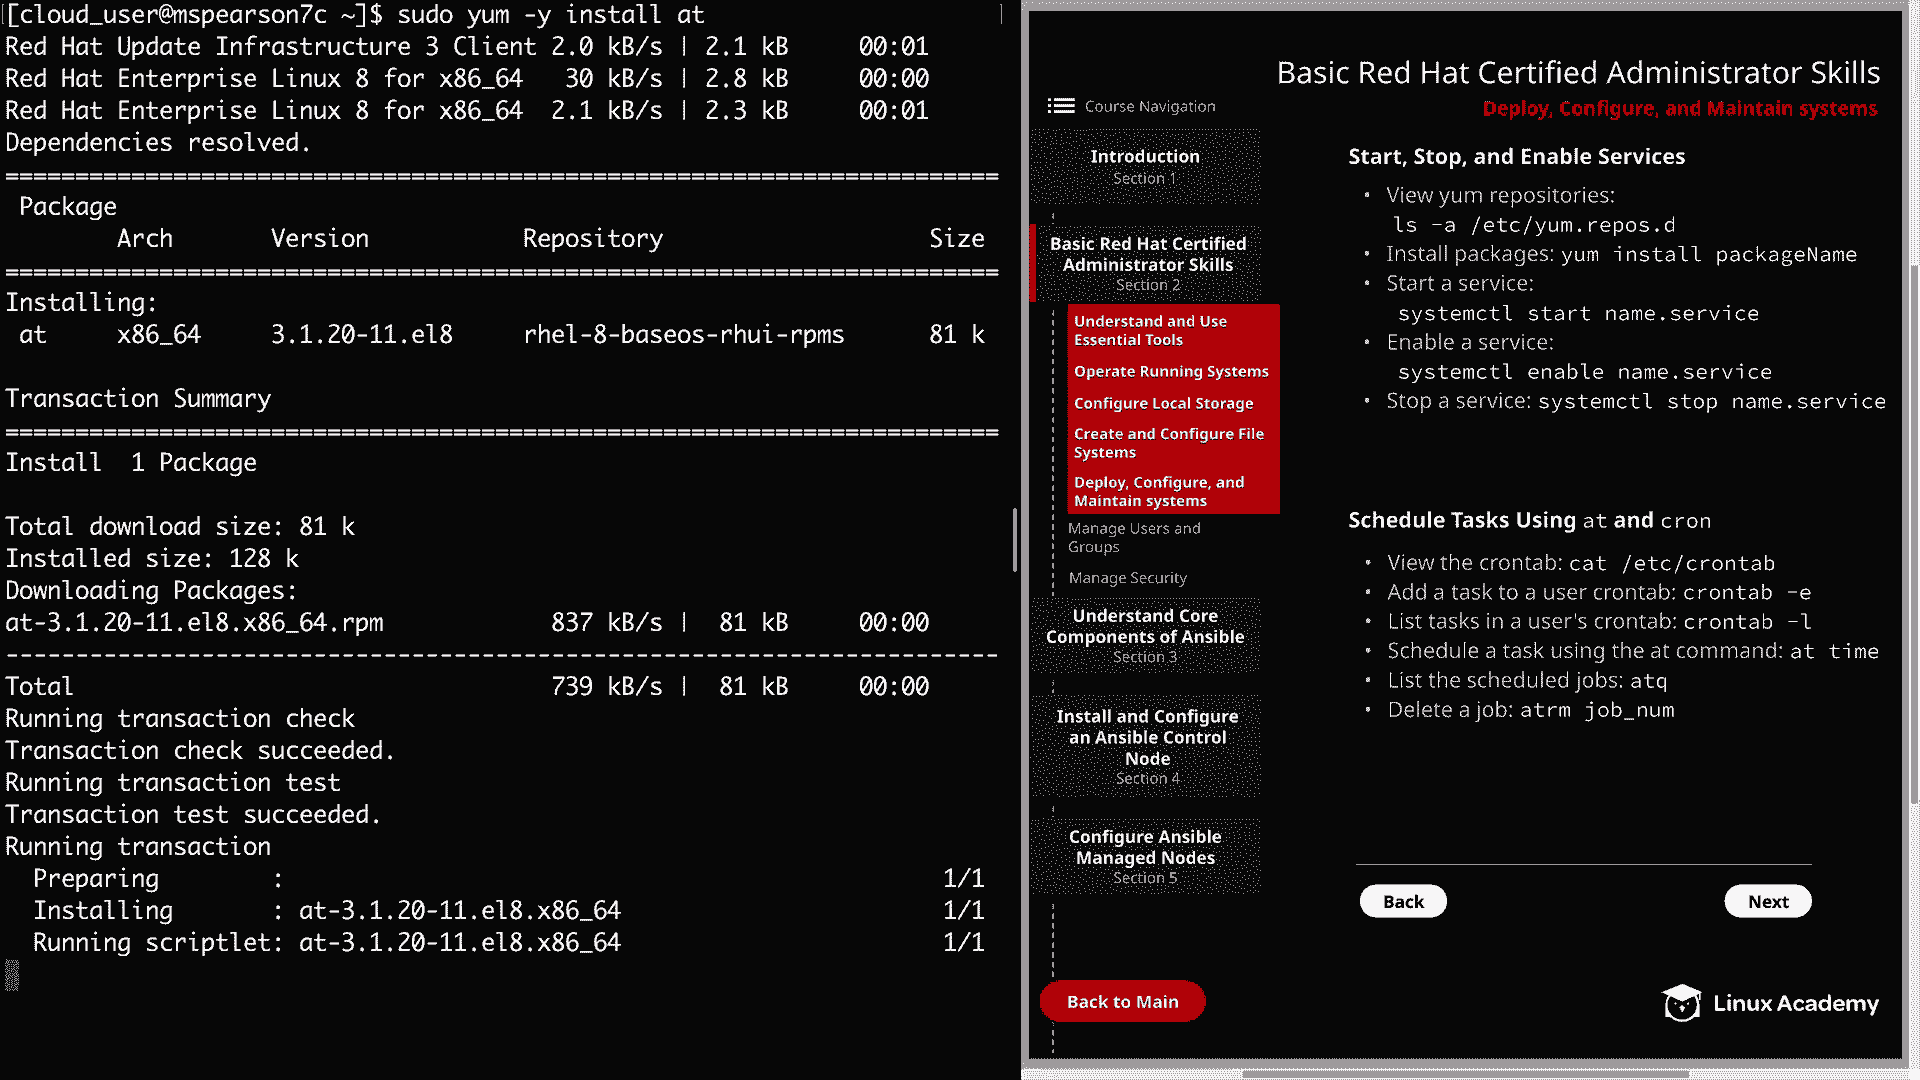 [cloud_user@mspearson7c ~]$ sudo yum -y install at
Red Hat Update Infrastructure 3 Client 2.0 kB/s | 2.1 kB     00:01
Red Hat Enterprise Linux 8 for x86_64   30 kB/s | 2.8 kB     00:00
Red Hat Enterprise Linux 8 for x86_64  2.1 kB/s | 2.3 kB     00:01
Dependencies resolved.
=======================================================================
 Package
        Arch       Version           Repository                   Size
=======================================================================
Installing:
 at     x86_64     3.1.20-11.el8     rhel-8-baseos-rhui-rpms      81 k
Transaction Summary
=======================================================================
Install  1 Package
Total download size: 81 k
Installed size: 128 k
Downloading Packages:
at-3.1.20-11.el8.x86_64.rpm            837 kB/s |  81 kB     00:00
-----------------------------------------------------------------------
Total                                  739 kB/s |  81 kB     00:00
Running transaction check
Transaction check succeeded.
Running transaction test
Transaction test succeeded.
Running transaction
  Preparing        :                                               1/1
  Installing       : at-3.1.20-11.el8.x86_64                       1/1
  Running scriptlet: at-3.1.20-11.el8.x86_64                       1/1
Basic Red Hat Certified Administrator Skills
Deploy, Configure, and Maintain systems
Course Navigation
Introduction
Section 1
Basic Red Hat Certified
Administrator Skills
Section 2
Understand and Use
Essential Tools
Operate Running Systems
Configure Local Storage
Create and Configure File
Systems
Deploy, Configure, and
Maintain systems
Manage Users and
Groups
Manage Security
Understand Core
Components of Ansible
Section 3
Install and Configure
an Ansible Control
Node
Section 4
Configure Ansible
Managed Nodes
Section 5
Back to Main
Start, Stop, and Enable Services
• View yum repositories:
ls -a /etc/yum.repos.d
• Install packages: yum install packageName
• Start a service:
systemctl start name.service
• Enable a service:
systemctl enable name.service
• Stop a service: systemctl stop name.service
Schedule Tasks Using at and cron
• View the crontab: cat /etc/crontab
• Add a task to a user crontab: crontab -e
• List tasks in a user's crontab: crontab -l
• Schedule a task using the at command: at time
• List the scheduled jobs: atq
• Delete a job: atrm job_num
Back
Next
Linux Academy